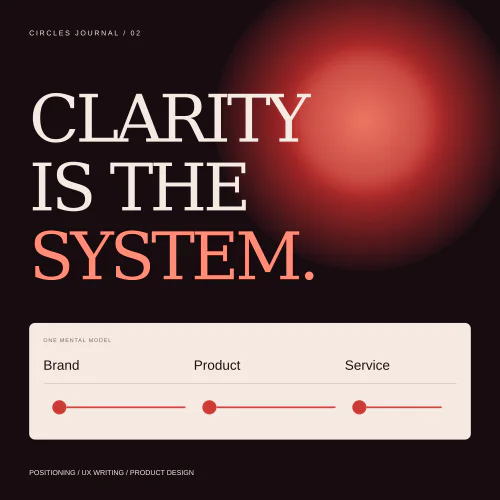 CIRCLES JOURNAL / 02
CLARITY
IS THE
SYSTEM.
ONE MENTAL MODEL
Brand Product Service
POSITIONING / UX WRITING / PRODUCT DESIGN